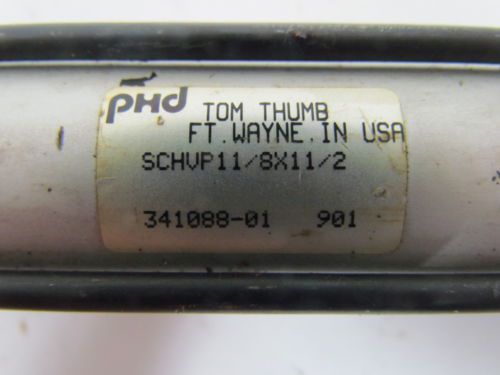 PHD TOM THUMB
FT. WAYNE, IN USA
SCHVP11/8X11/2
341088-01 901